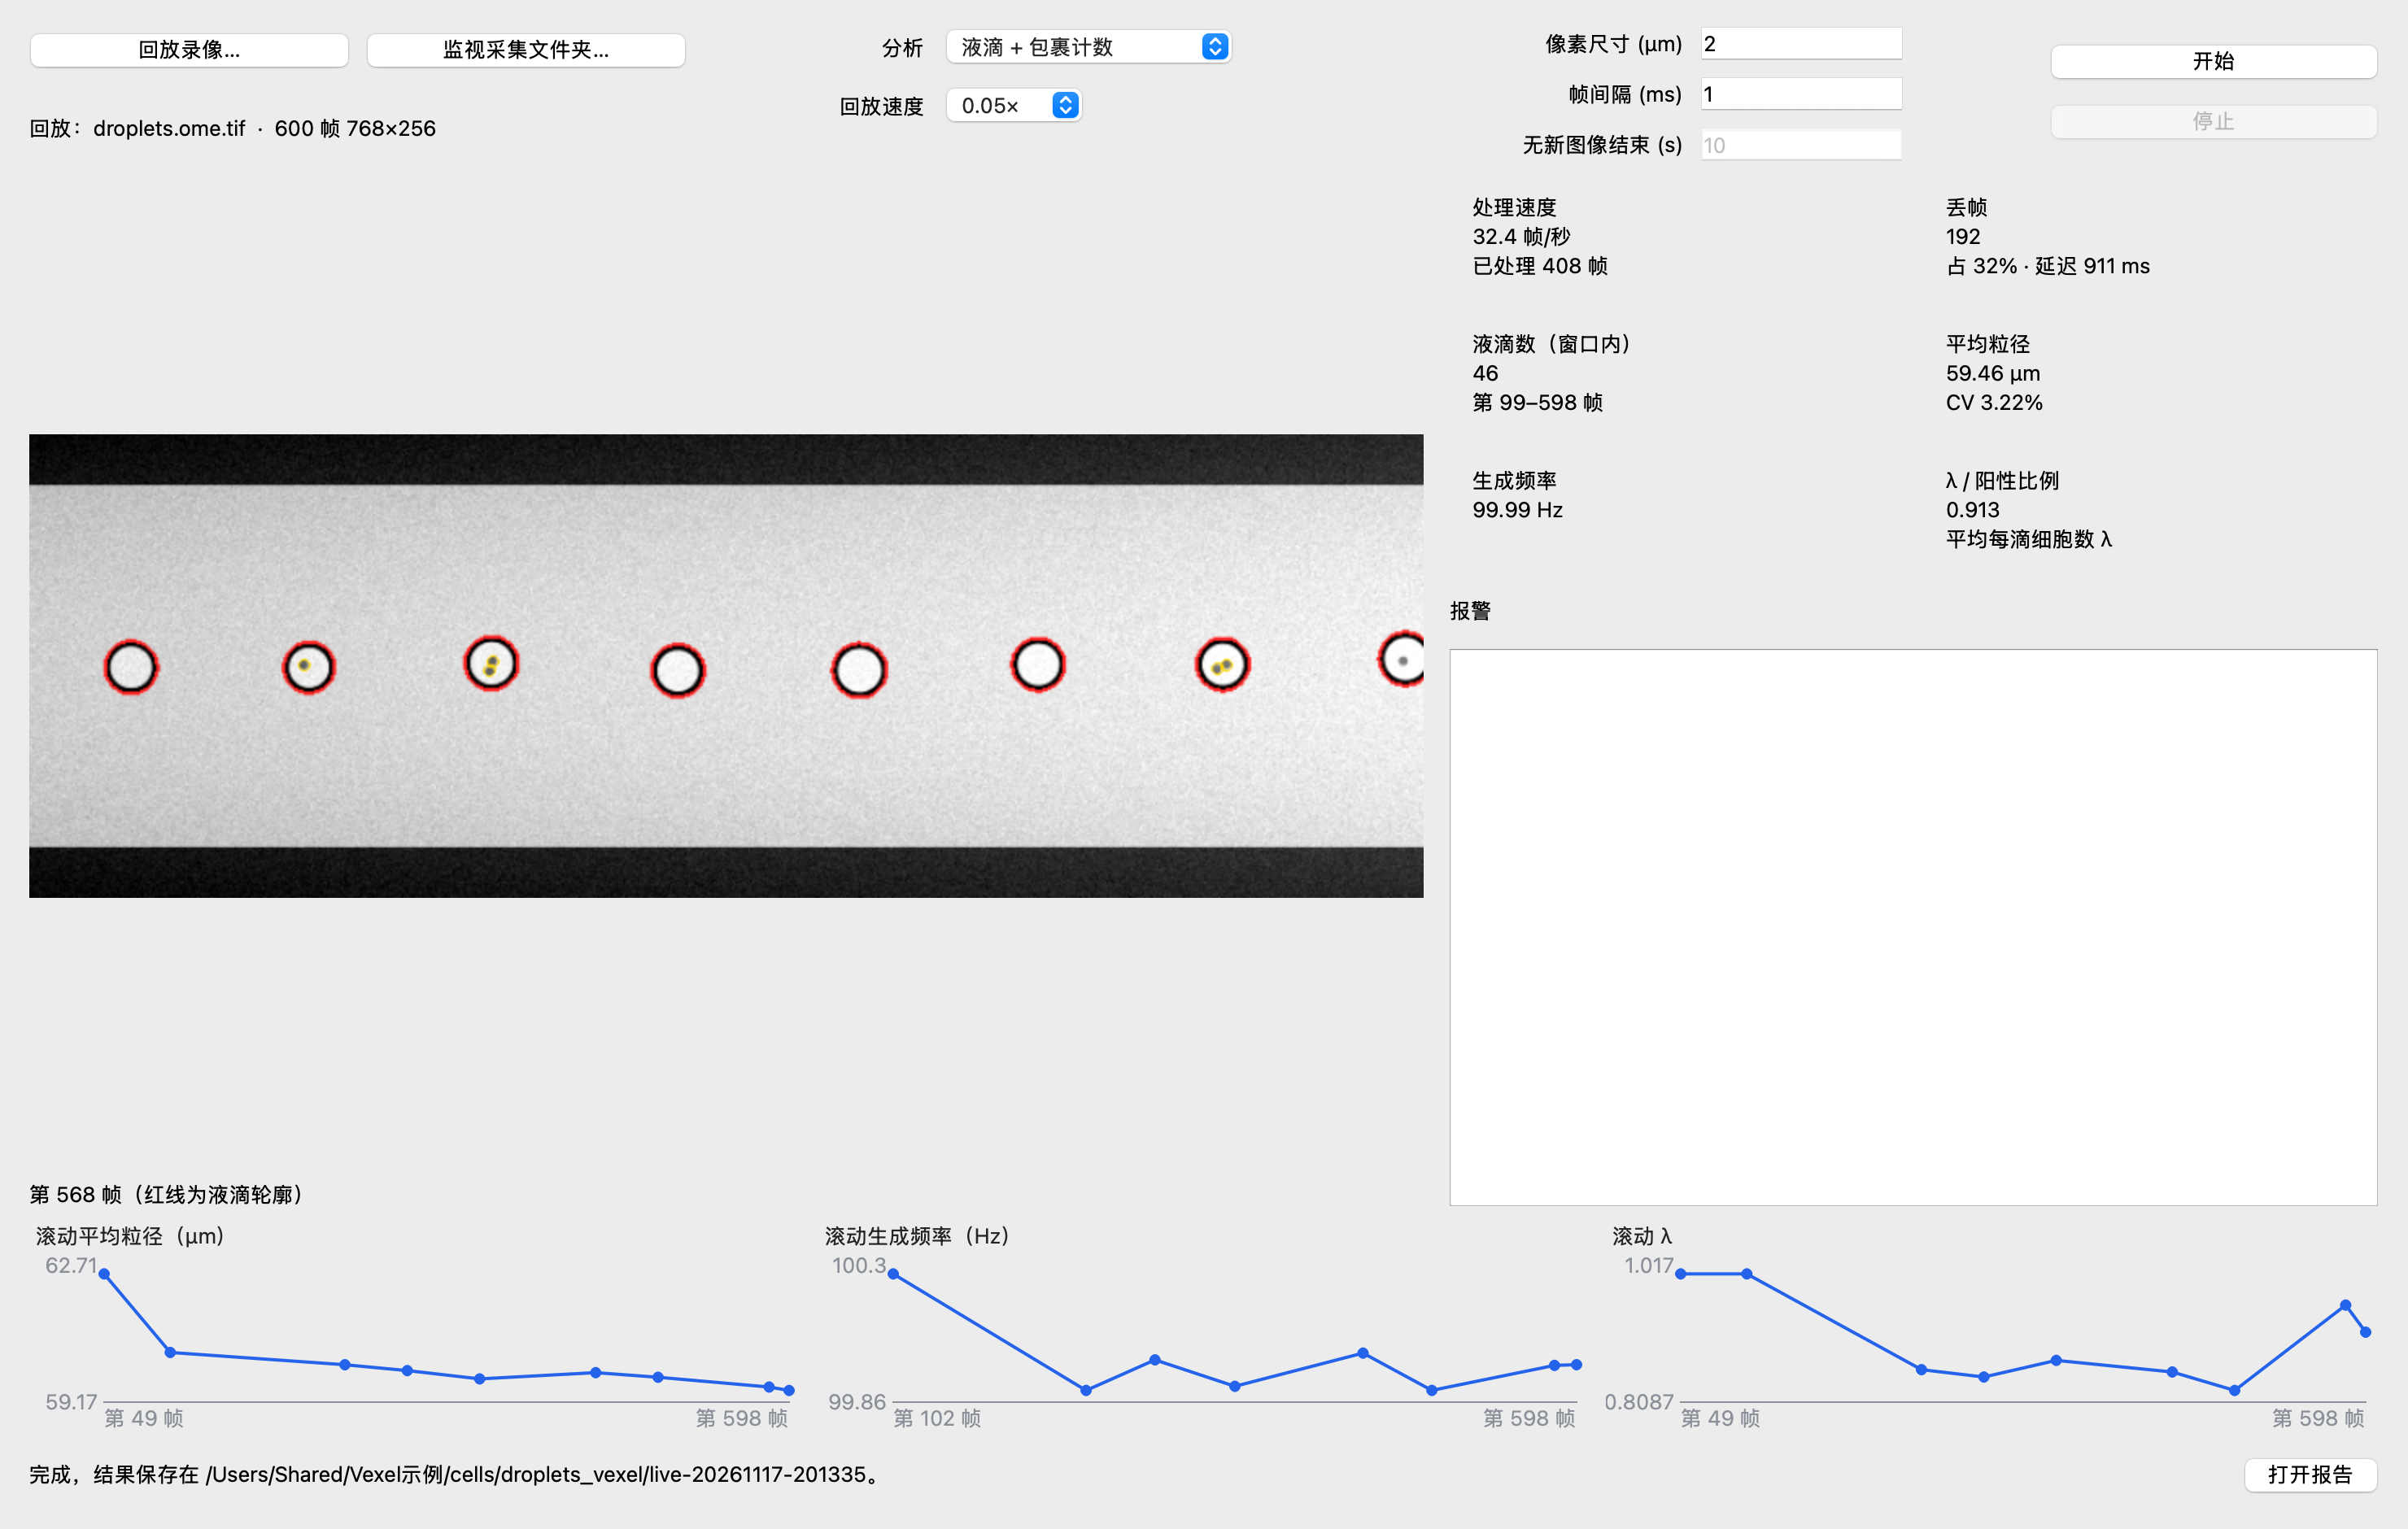 回放录像...
监视采集文件夹...
分析
液滴 + 包裹计数
回放速度
0.05×
回放：droplets.ome.tif · 600 帧 768×256
像素尺寸 (µm)
2
帧间隔 (ms)
1
无新图像结束 (s)
10
开始
停止
处理速度
32.4 帧/秒
已处理 408 帧
丢帧
192
占 32% · 延迟 911 ms
液滴数（窗口内）
46
第 99–598 帧
平均粒径
59.46 µm
CV 3.22%
生成频率
99.99 Hz
λ / 阳性比例
0.913
平均每滴细胞数 λ
报警
第 568 帧（红线为液滴轮廓）
滚动平均粒径（µm）
62.71
59.17
第 49 帧
第 598 帧
滚动生成频率（Hz）
100.3
99.86
第 102 帧
第 598 帧
滚动 λ
1.017
0.8087
第 49 帧
第 598 帧
完成，结果保存在 /Users/Shared/Vexel示例/cells/droplets_vexel/live-20261117-201335。
打开报告